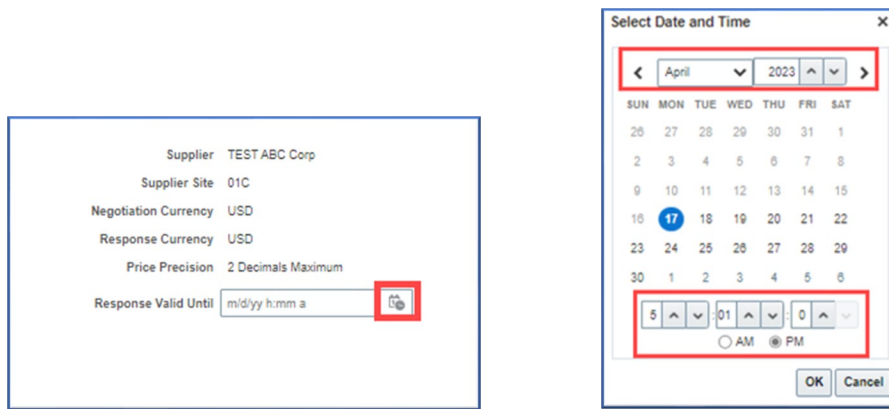 Supplier TEST ABC Corp
Supplier Site 01C
Negotiation Currency USD
Response Currency USD
Price Precision 2 Decimals Maximum
Response Valid Until m/d/yy h:mm a
Select Date and Time ×
April 2023
SUN MON TUE WED THU FRI SAT
26 27 28 29 30 31 1
2 3 4 5 6 7 8
9 10 11 12 13 14 15
16 17 18 19 20 21 22
23 24 25 26 27 28 29
30 1 2 3 4 5 6
5 : 01 : 0
AM PM
OK Cancel